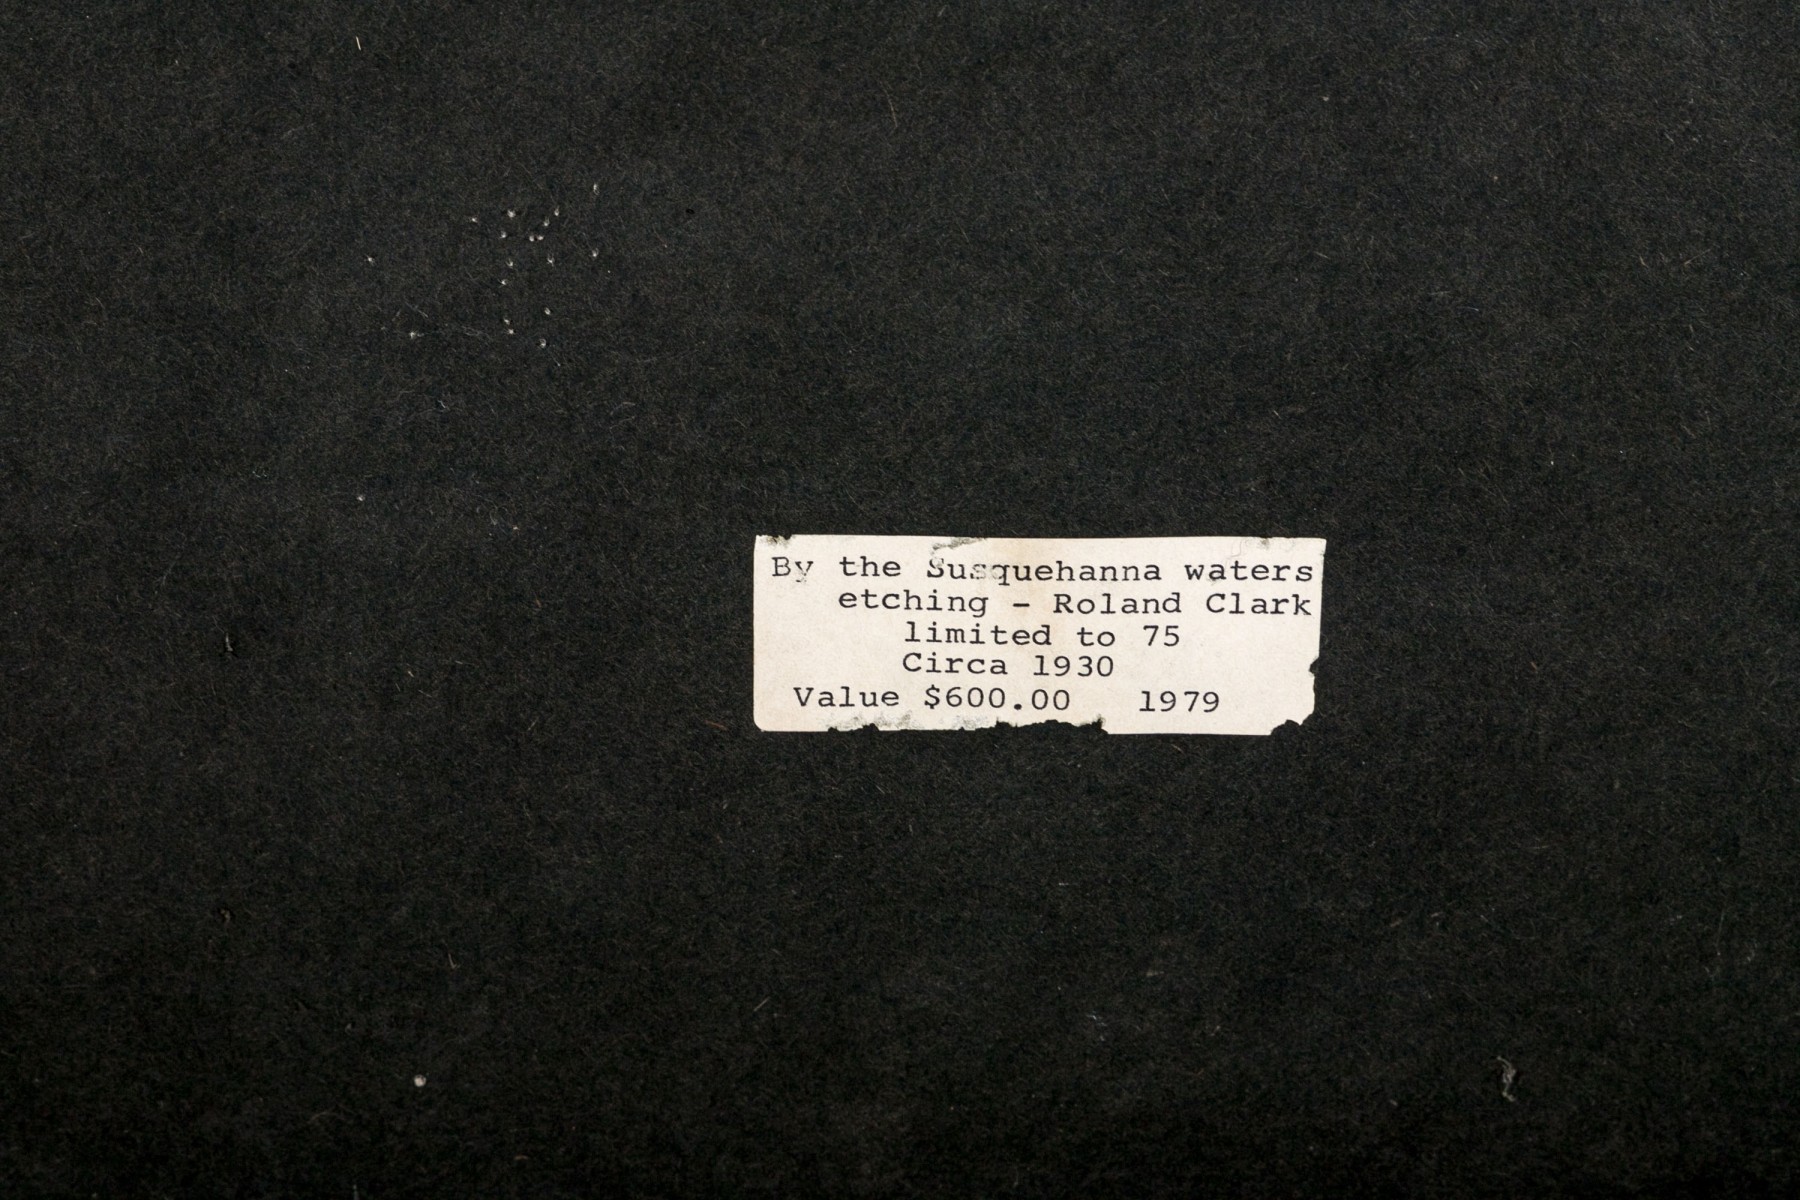 By the Susquehanna waters
etching - Roland Clark
limited to 75
Circa 1930
Value $600.00 1979